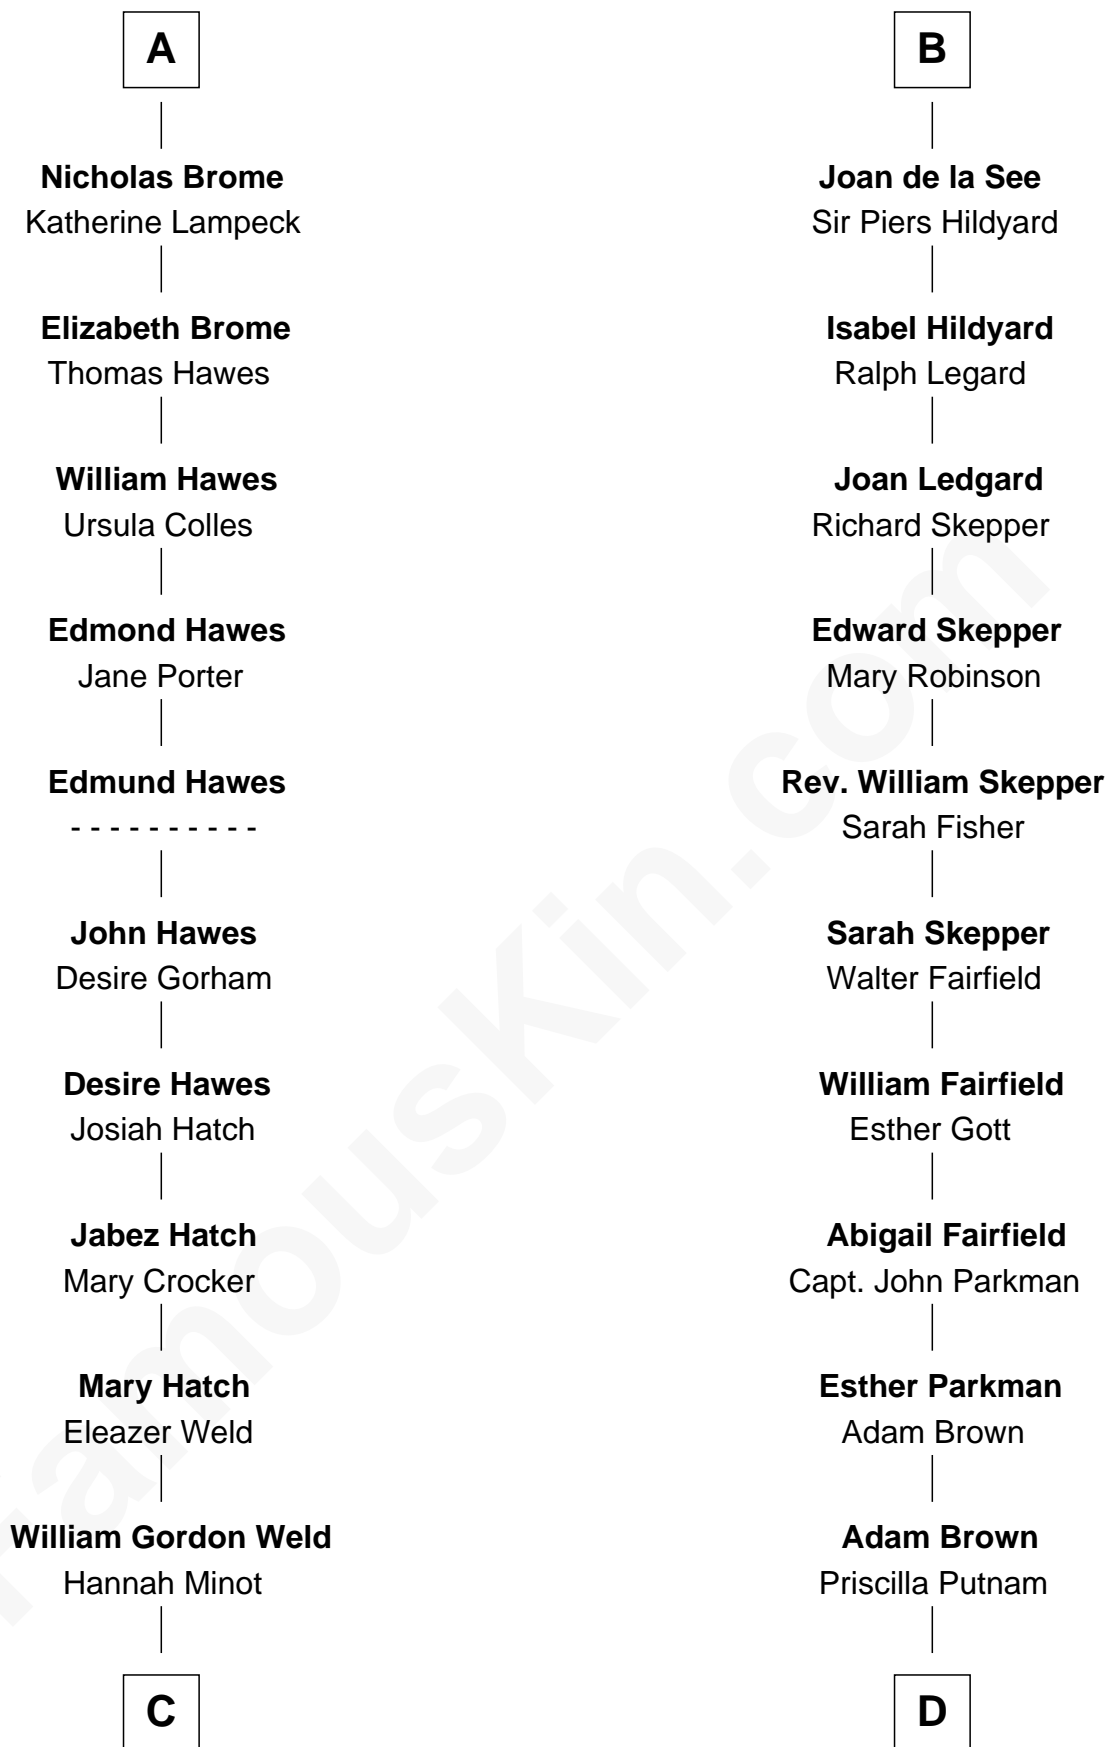 A
Nicholas Brome
Katherine Lampeck
Elizabeth Brome
Thomas Hawes
William Hawes
Ursula Colles
Edmond Hawes
Jane Porter
Edmund Hawes
- - - - - - - - - -
John Hawes
Desire Gorham
Desire Hawes
Josiah Hatch
Jabez Hatch
Mary Crocker
Mary Hatch
Eleazer Weld
William Gordon Weld
Hannah Minot
C
B
Joan de la See
Sir Piers Hildyard
Isabel Hildyard
Ralph Legard
Joan Ledgard
Richard Skepper
Edward Skepper
Mary Robinson
Rev. William Skepper
Sarah Fisher
Sarah Skepper
Walter Fairfield
William Fairfield
Esther Gott
Abigail Fairfield
Capt. John Parkman
Esther Parkman
Adam Brown
Adam Brown
Priscilla Putnam
D
FamousKin.com